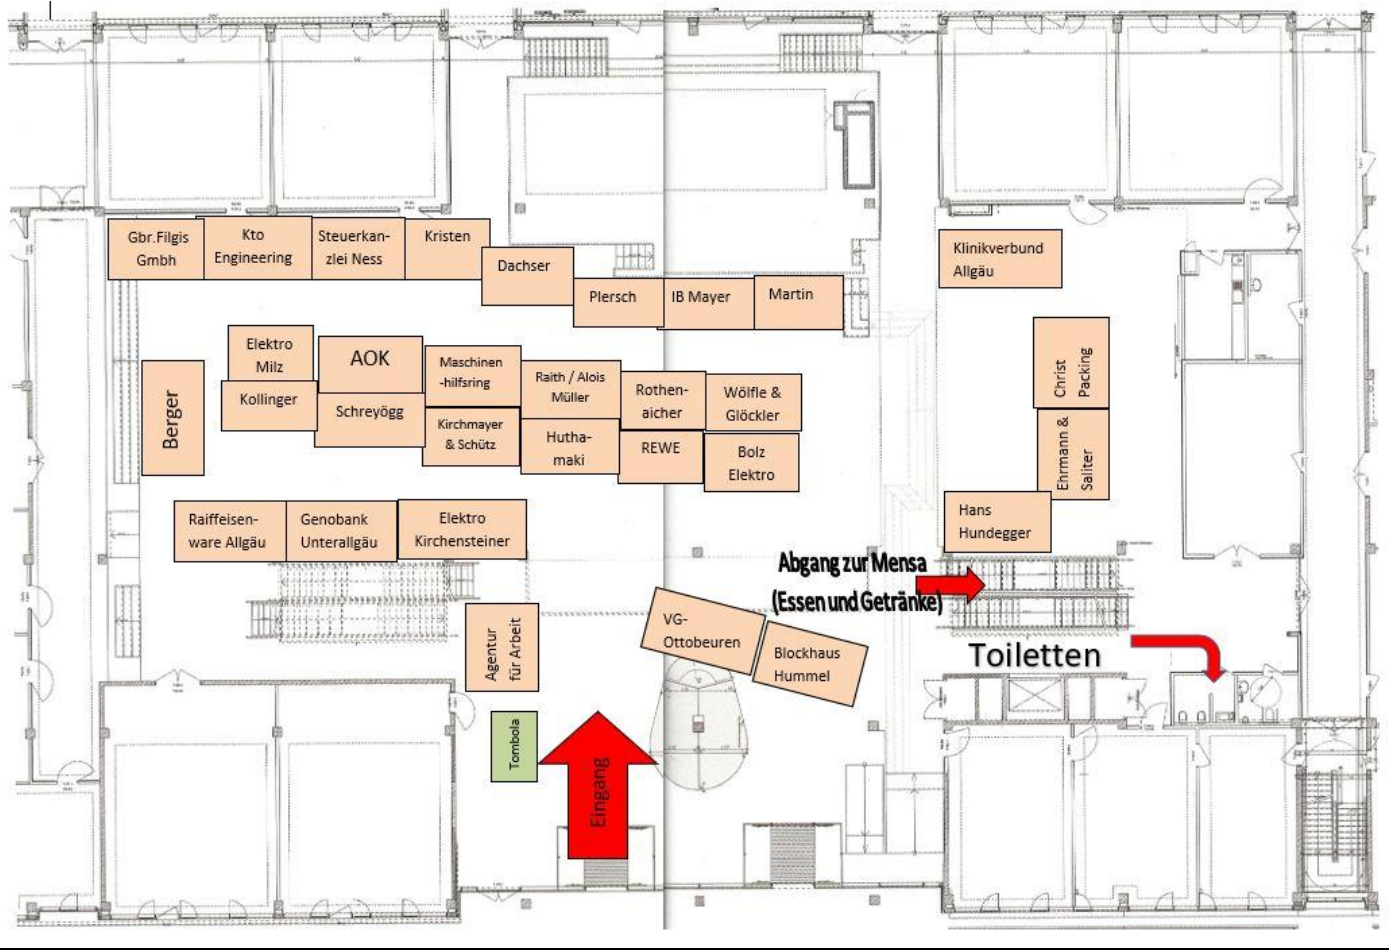 Gbr.Filgis
Gmbh
Kto
Engineering
Steuerkan-
zlei Ness
Kristen
Dachser
Plersch
IB Mayer
Martin
Klinikverbund
Allgäu
Elektro
Milz
AOK
Maschinen
-hilfsring
Raith / Alois
Müller
Rothen-
aicher
Wölfle &
Glöckler
Christ
Packing
Berger
Kollinger
Schreyögg
Kirchmayer
& Schütz
Hutha-
maki
REWE
Bolz
Elektro
Ehrmann &
Saliter
Raiffeisen-
ware Allgäu
Genobank
Unterallgäu
Elektro
Kirchensteiner
Hans
Hundegger
Abgang zur Mensa
(Essen und Getränke)
Agentur
für Arbeit
VG-
Ottobeuren
Blockhaus
Hummel
Toiletten
Tombola
Eingang